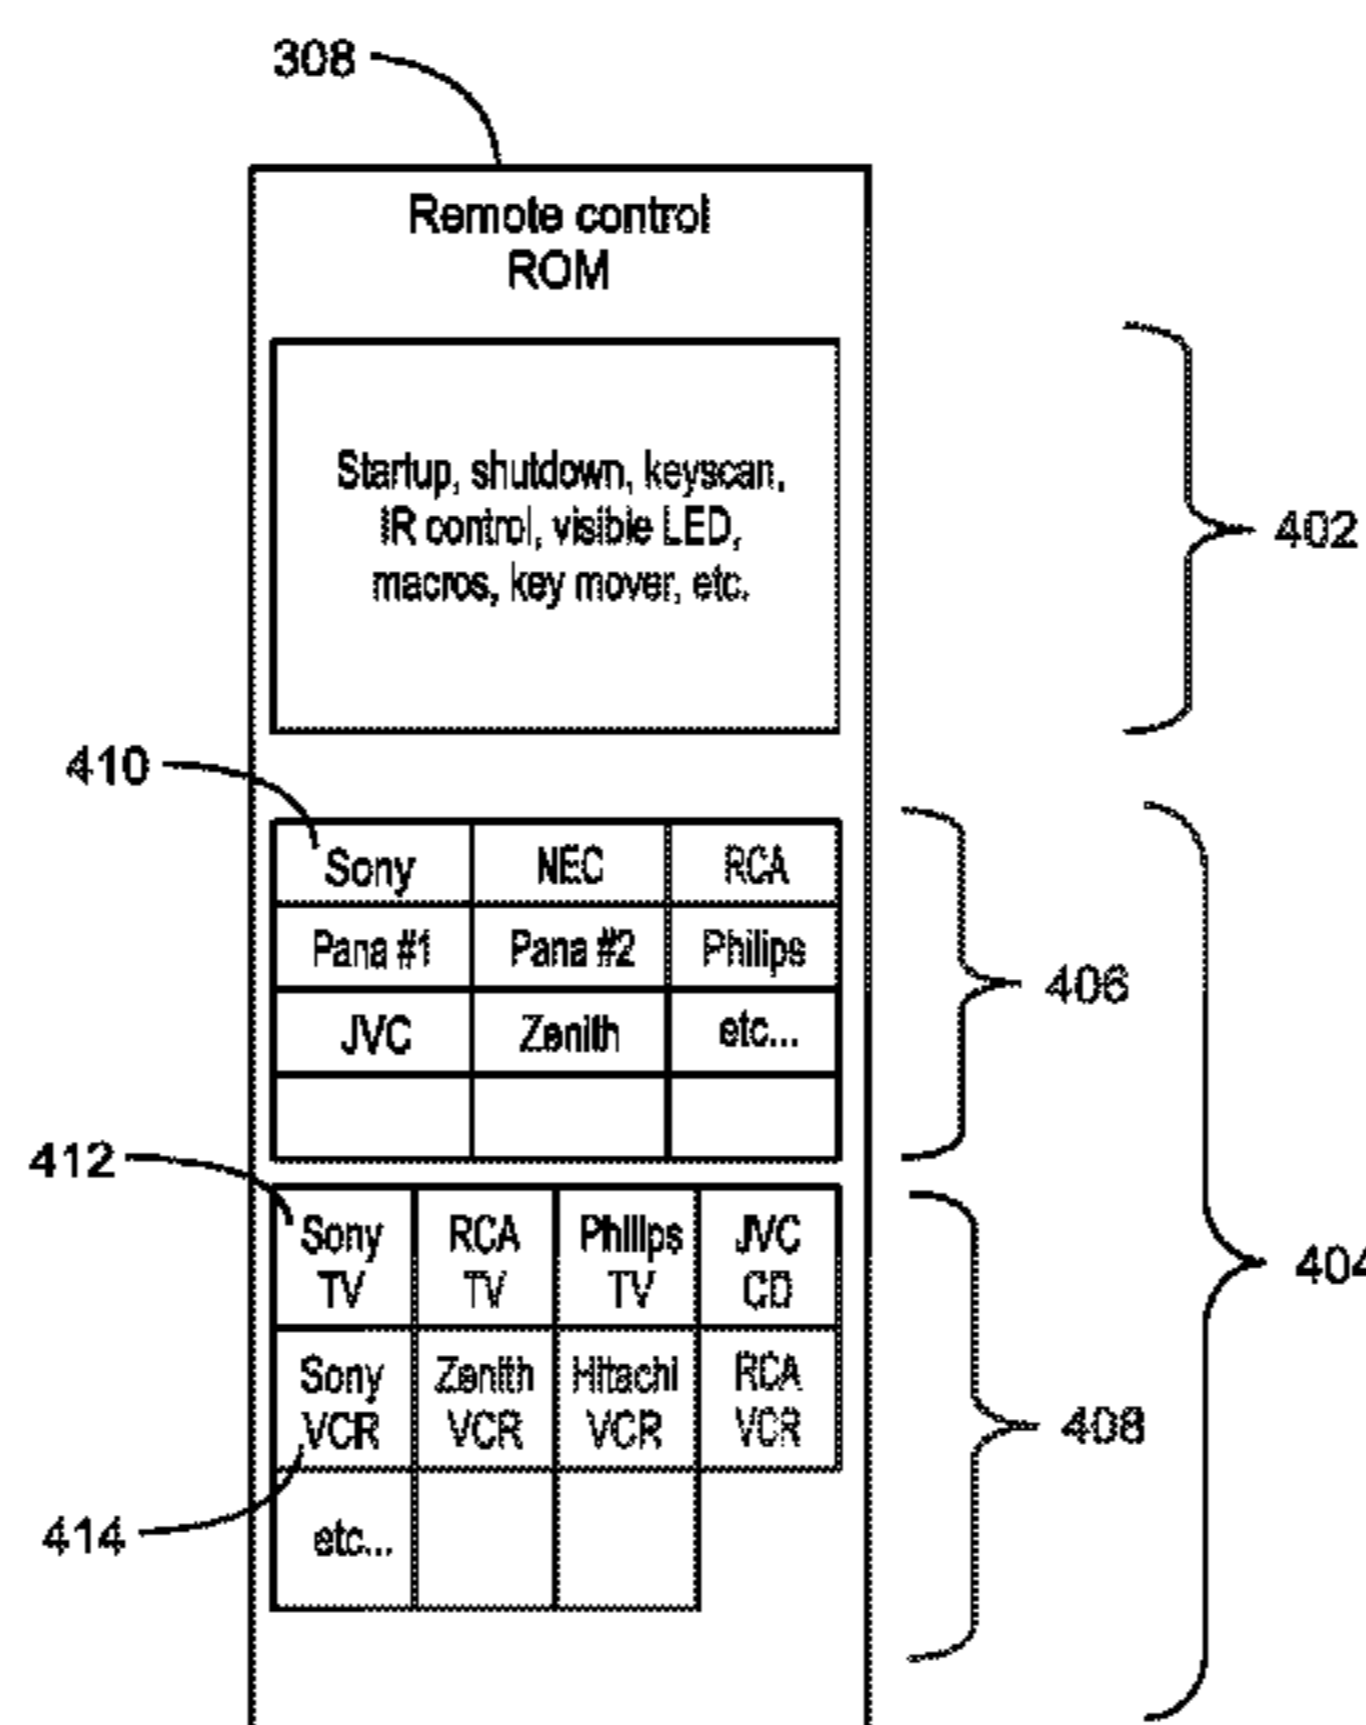 308
Remote control
ROM
Startup, shutdown, keyscan,
IR control, visible LED,
macros, key mover, etc.
402
410
Sony NEC RCA
Pana #1 Pana #2 Philips
JVC Zenith etc...
406
412
Sony TV RCA TV Philips TV JVC CD
404
Sony VCR Zenith VCR Hitachi VCR RCA VCR
408
414
etc...